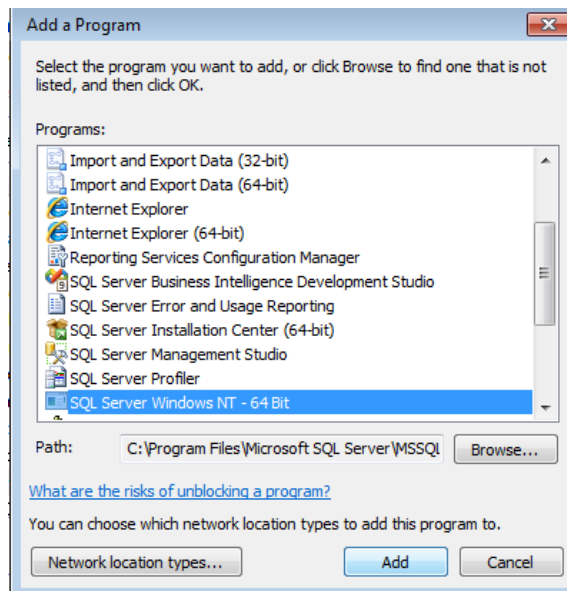 Add a Program
Select the program you want to add, or click Browse to find one that is not
listed, and then click OK.
Programs:
Import and Export Data (32-bit)
Import and Export Data (64-bit)
Internet Explorer
Internet Explorer (64-bit)
Reporting Services Configuration Manager
SQL Server Business Intelligence Development Studio
SQL Server Error and Usage Reporting
SQL Server Installation Center (64-bit)
SQL Server Management Studio
SQL Server Profiler
SQL Server Windows NT - 64 Bit
Path: C:\Program Files\Microsoft SQL Server\MSSQL Browse...
What are the risks of unblocking a program?
You can choose which network location types to add this program to.
Network location types... Add Cancel